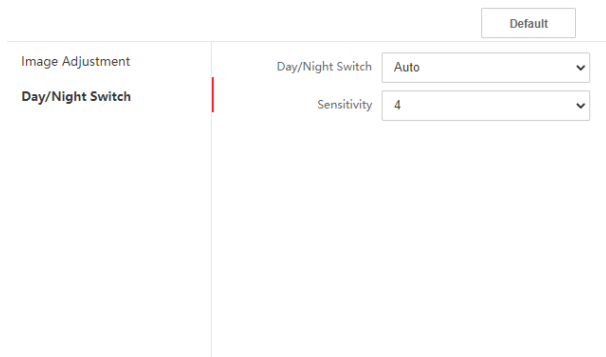 Default
Image Adjustment
Day/Night Switch
Day/Night Switch Auto
Sensitivity 4